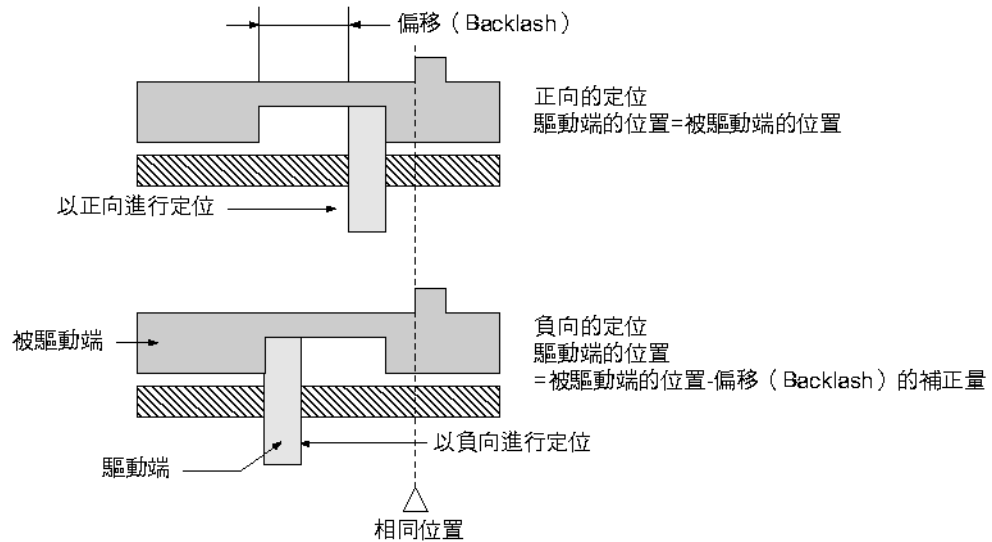 偏移（Backlash）
正向的定位
驅動端的位置=被驅動端的位置
以正向進行定位
被驅動端
負向的定位
驅動端的位置
=被驅動端的位置-偏移（Backlash）的補正量
以負向進行定位
驅動端
相同位置